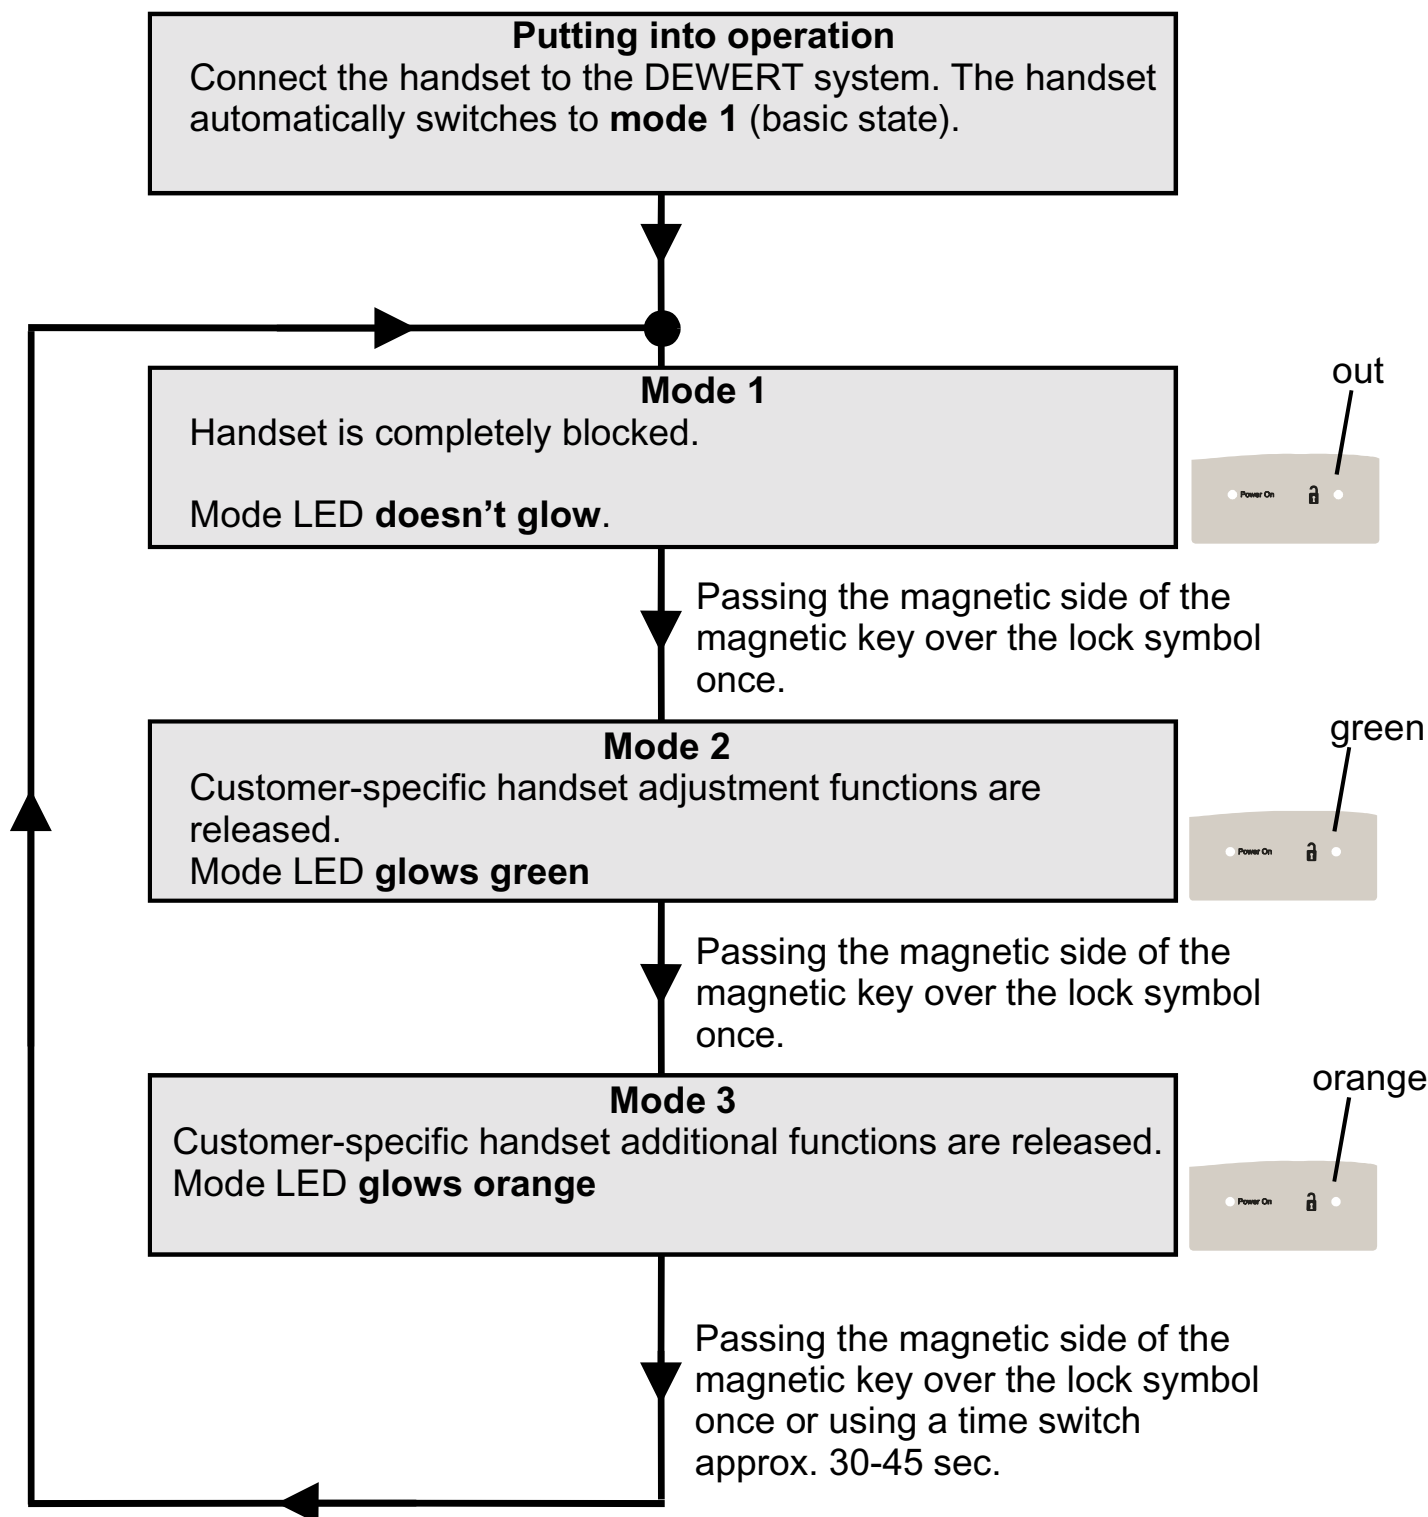 Putting into operation
Connect the handset to the DEWERT system. The handset
automatically switches to mode 1 (basic state).
out
Mode 1
Handset is completely blocked.
Mode LED doesn’t glow.
Power On
Passing the magnetic side of the
magnetic key over the lock symbol
once.
green
Mode 2
Customer-specific handset adjustment functions are
released.
Mode LED glows green
Power On
Passing the magnetic side of the
magnetic key over the lock symbol
once.
orange
Mode 3
Customer-specific handset additional functions are released.
Mode LED glows orange
Power On
Passing the magnetic side of the
magnetic key over the lock symbol
once or using a time switch
approx. 30-45 sec.